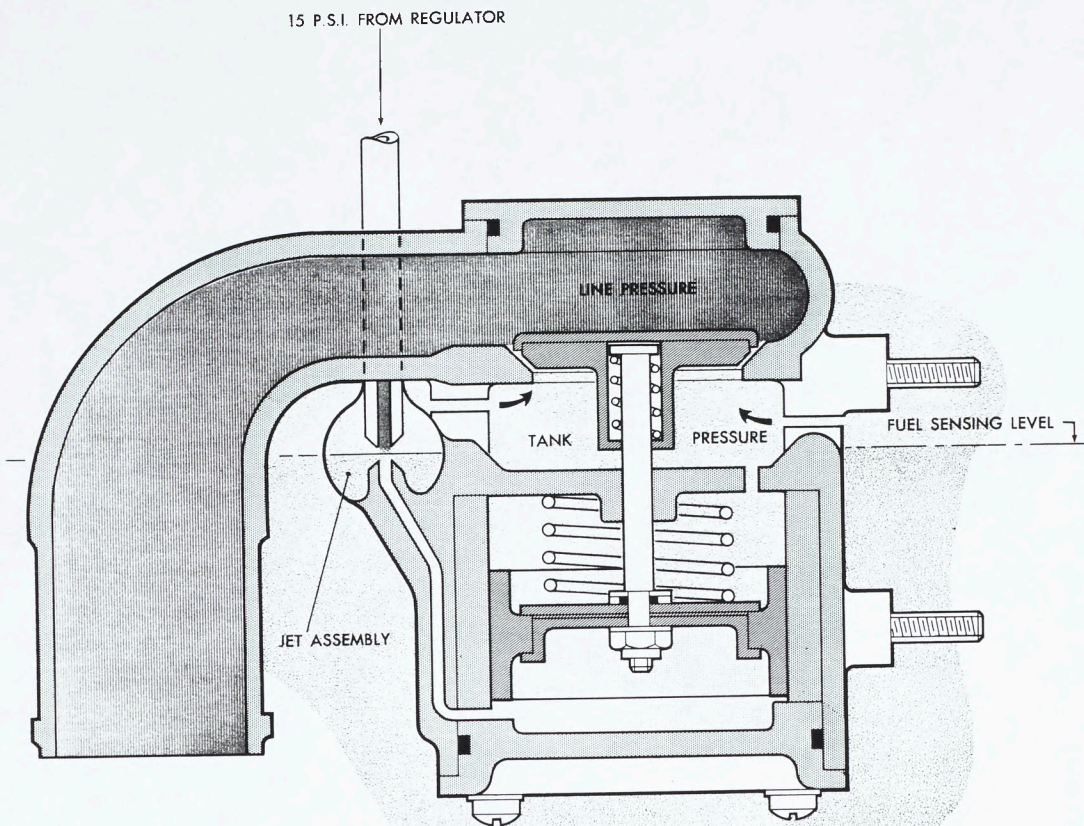 15 P.S.I. FROM REGULATOR
LINE PRESSURE
FUEL SENSING LEVEL
TANK PRESSURE
JET ASSEMBLY